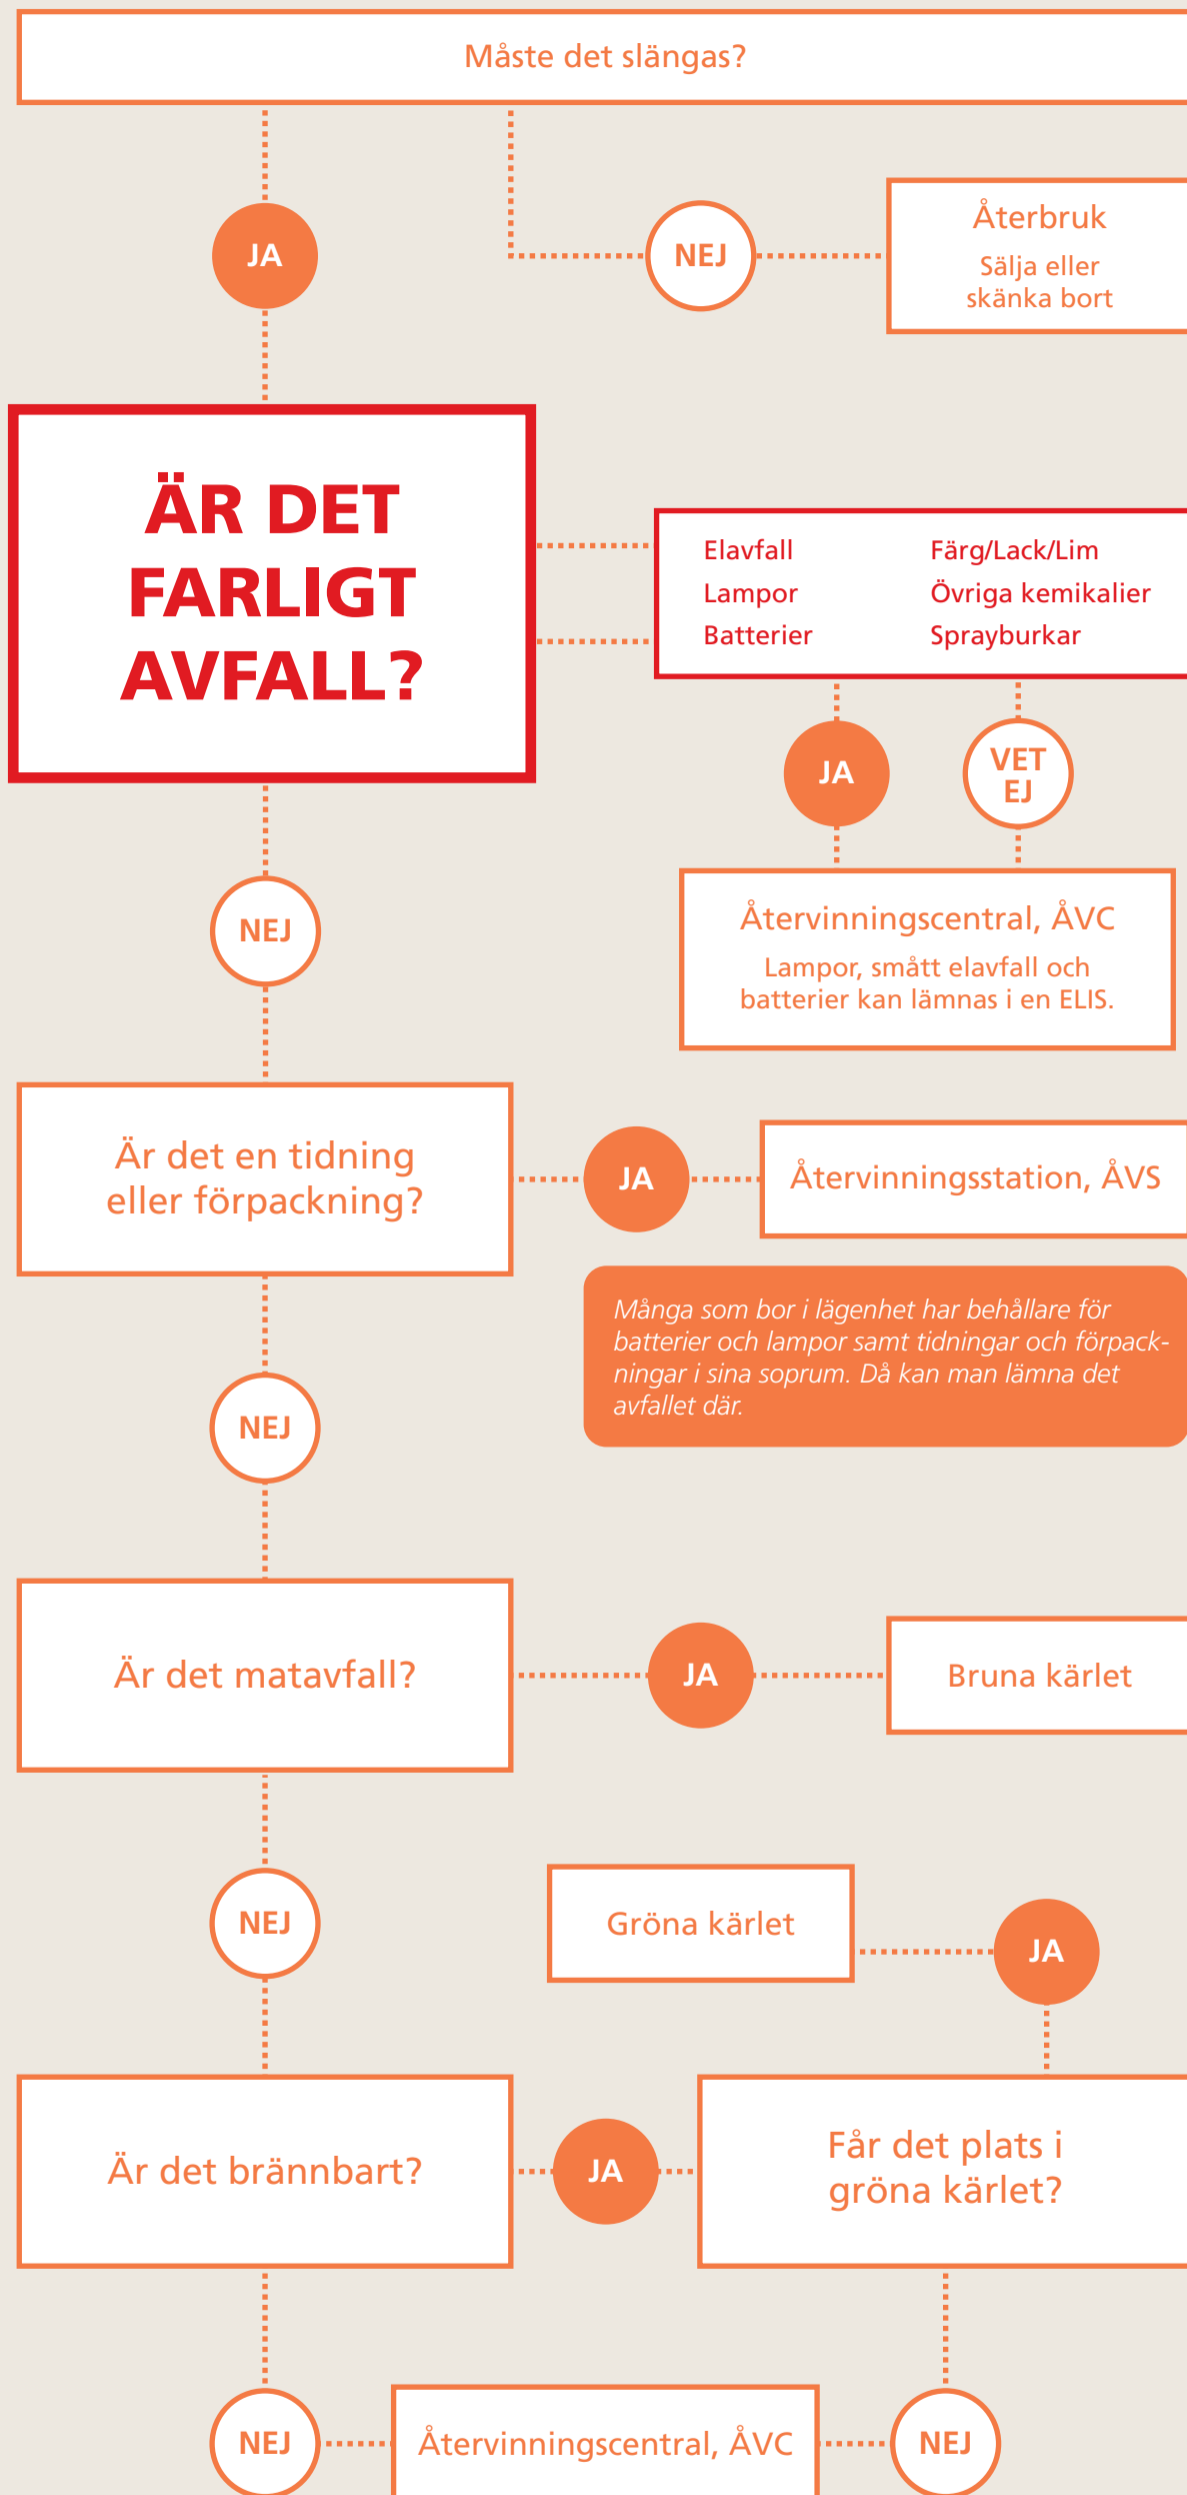 Måste det slängas?
JA
NEJ
Återbruk
Sälja eller
skänka bort
ÄR DET
FARLIGT
AVFALL?
Elavfall
Lampor
Batterier
Färg/Lack/Lim
Övriga kemikalier
Sprayburkar
JA
VET
EJ
NEJ
Återvinningscentral, ÅVC
Lampor, smått elavfall och
batterier kan lämnas i en ELIS.
Är det en tidning
eller förpackning?
JA
Återvinningsstation, ÅVS
Många som bor i lägenhet har behållare för
batterier och lampor samt tidningar och förpack-
ningar i sina soprum. Då kan man lämna det
avfallet där.
NEJ
Är det matavfall?
JA
Bruna kärlet
NEJ
Gröna kärlet
JA
Är det brännbart?
JA
Får det plats i
gröna kärlet?
NEJ
Återvinningscentral, ÅVC
NEJ